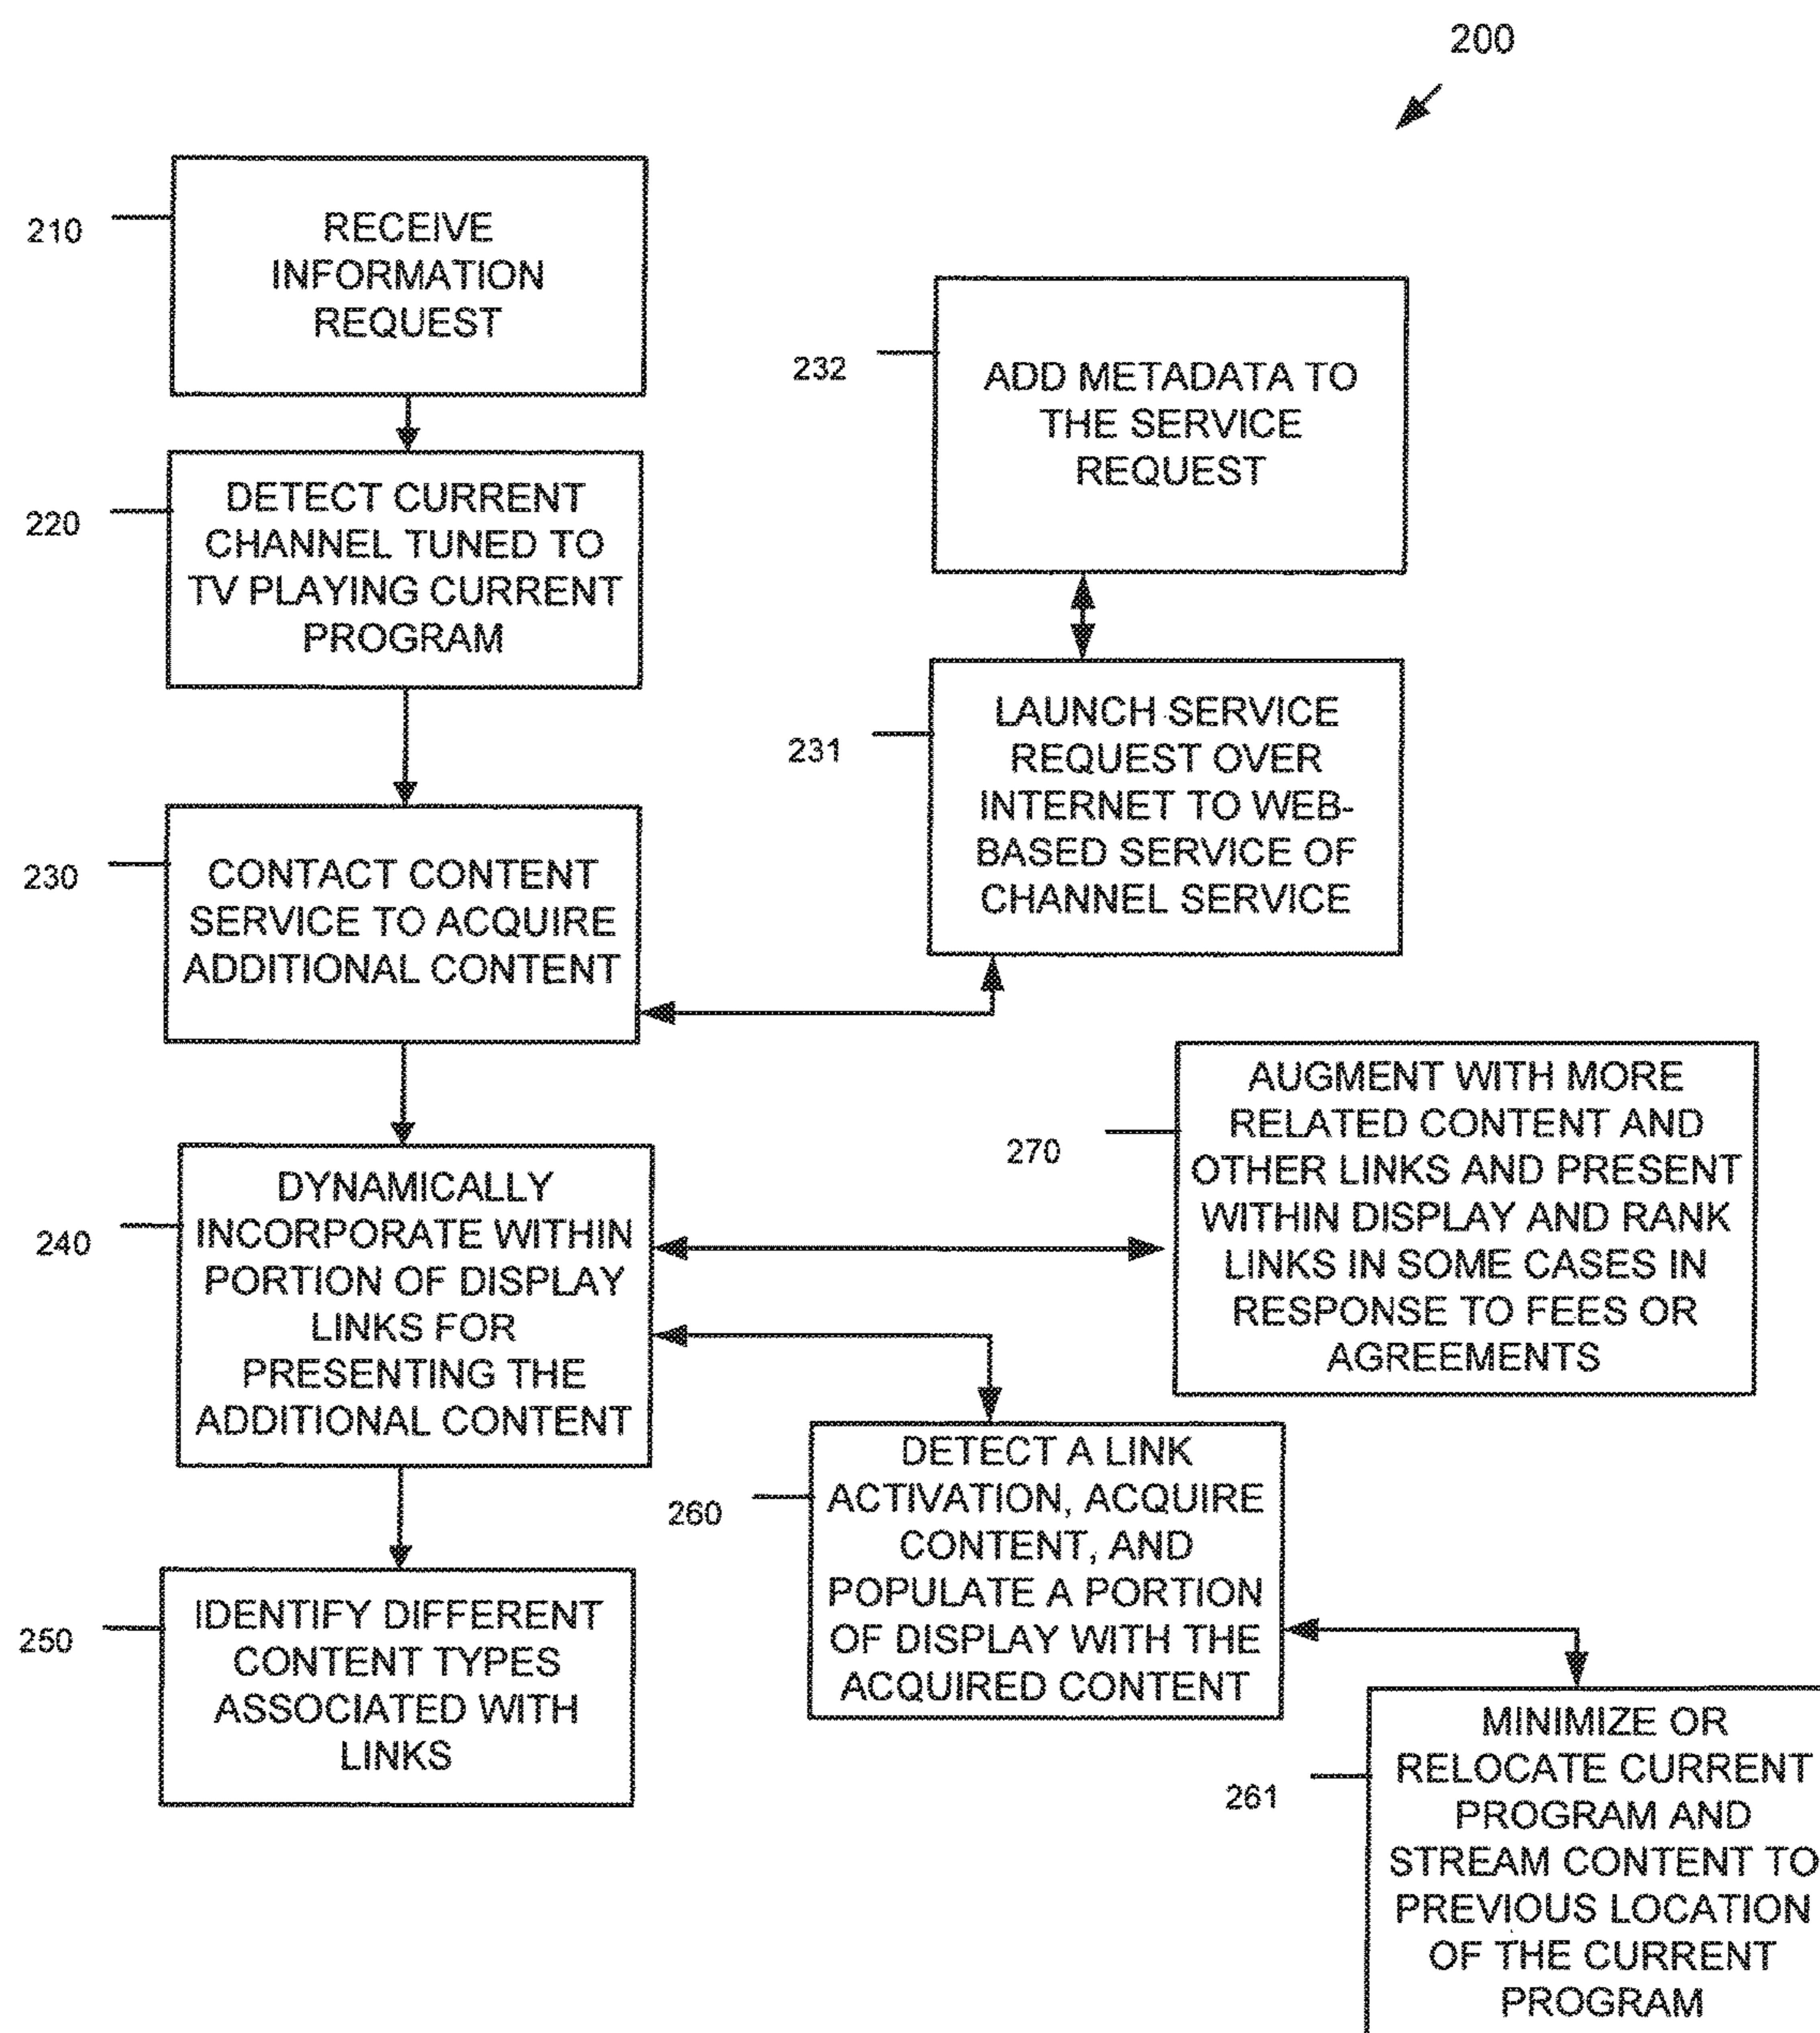 200
210
RECEIVE
INFORMATION
REQUEST
220
DETECT CURRENT
CHANNEL TUNED TO
TV PLAYING CURRENT
PROGRAM
232
ADD METADATA TO
THE SERVICE
REQUEST
231
LAUNCH SERVICE
REQUEST OVER
INTERNET TO WEB-
BASED SERVICE OF
CHANNEL SERVICE
230
CONTACT CONTENT
SERVICE TO ACQUIRE
ADDITIONAL CONTENT
240
DYNAMICALLY
INCORPORATE WITHIN
PORTION OF DISPLAY
LINKS FOR
PRESENTING THE
ADDITIONAL CONTENT
270
AUGMENT WITH MORE
RELATED CONTENT AND
OTHER LINKS AND PRESENT
WITHIN DISPLAY AND RANK
LINKS IN SOME CASES IN
RESPONSE TO FEES OR
AGREEMENTS
250
IDENTIFY DIFFERENT
CONTENT TYPES
ASSOCIATED WITH
LINKS
260
DETECT A LINK
ACTIVATION, ACQUIRE
CONTENT, AND
POPULATE A PORTION
OF DISPLAY WITH THE
ACQUIRED CONTENT
261
MINIMIZE OR
RELOCATE CURRENT
PROGRAM AND
STREAM CONTENT TO
PREVIOUS LOCATION
OF THE CURRENT
PROGRAM